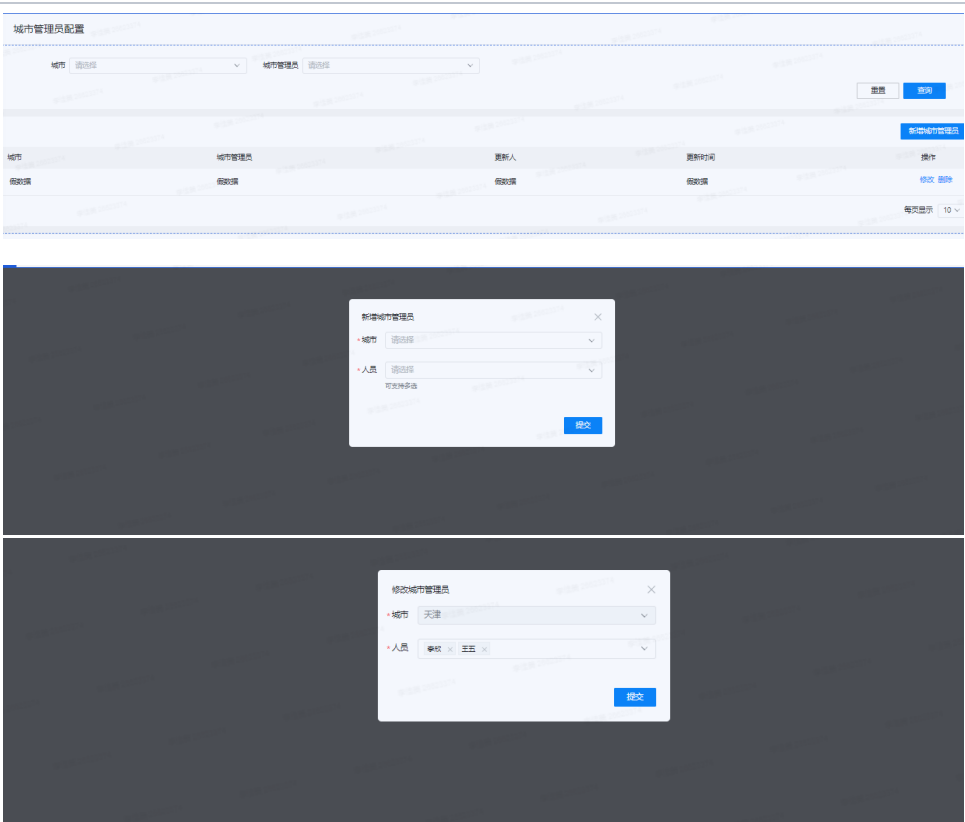 城市管理员配置
城市 请选择 城市管理员 请选择
重置 查询
新增城市管理员
城市 城市管理员 更新人 更新时间 操作
假数据 假数据 假数据 假数据 修改 删除
每页显示 10
新增城市管理员
*城市 请选择
*人员 请选择
可支持多选
提交
修改城市管理员
*城市 天津
*人员 秦欣 × 王五 ×
提交